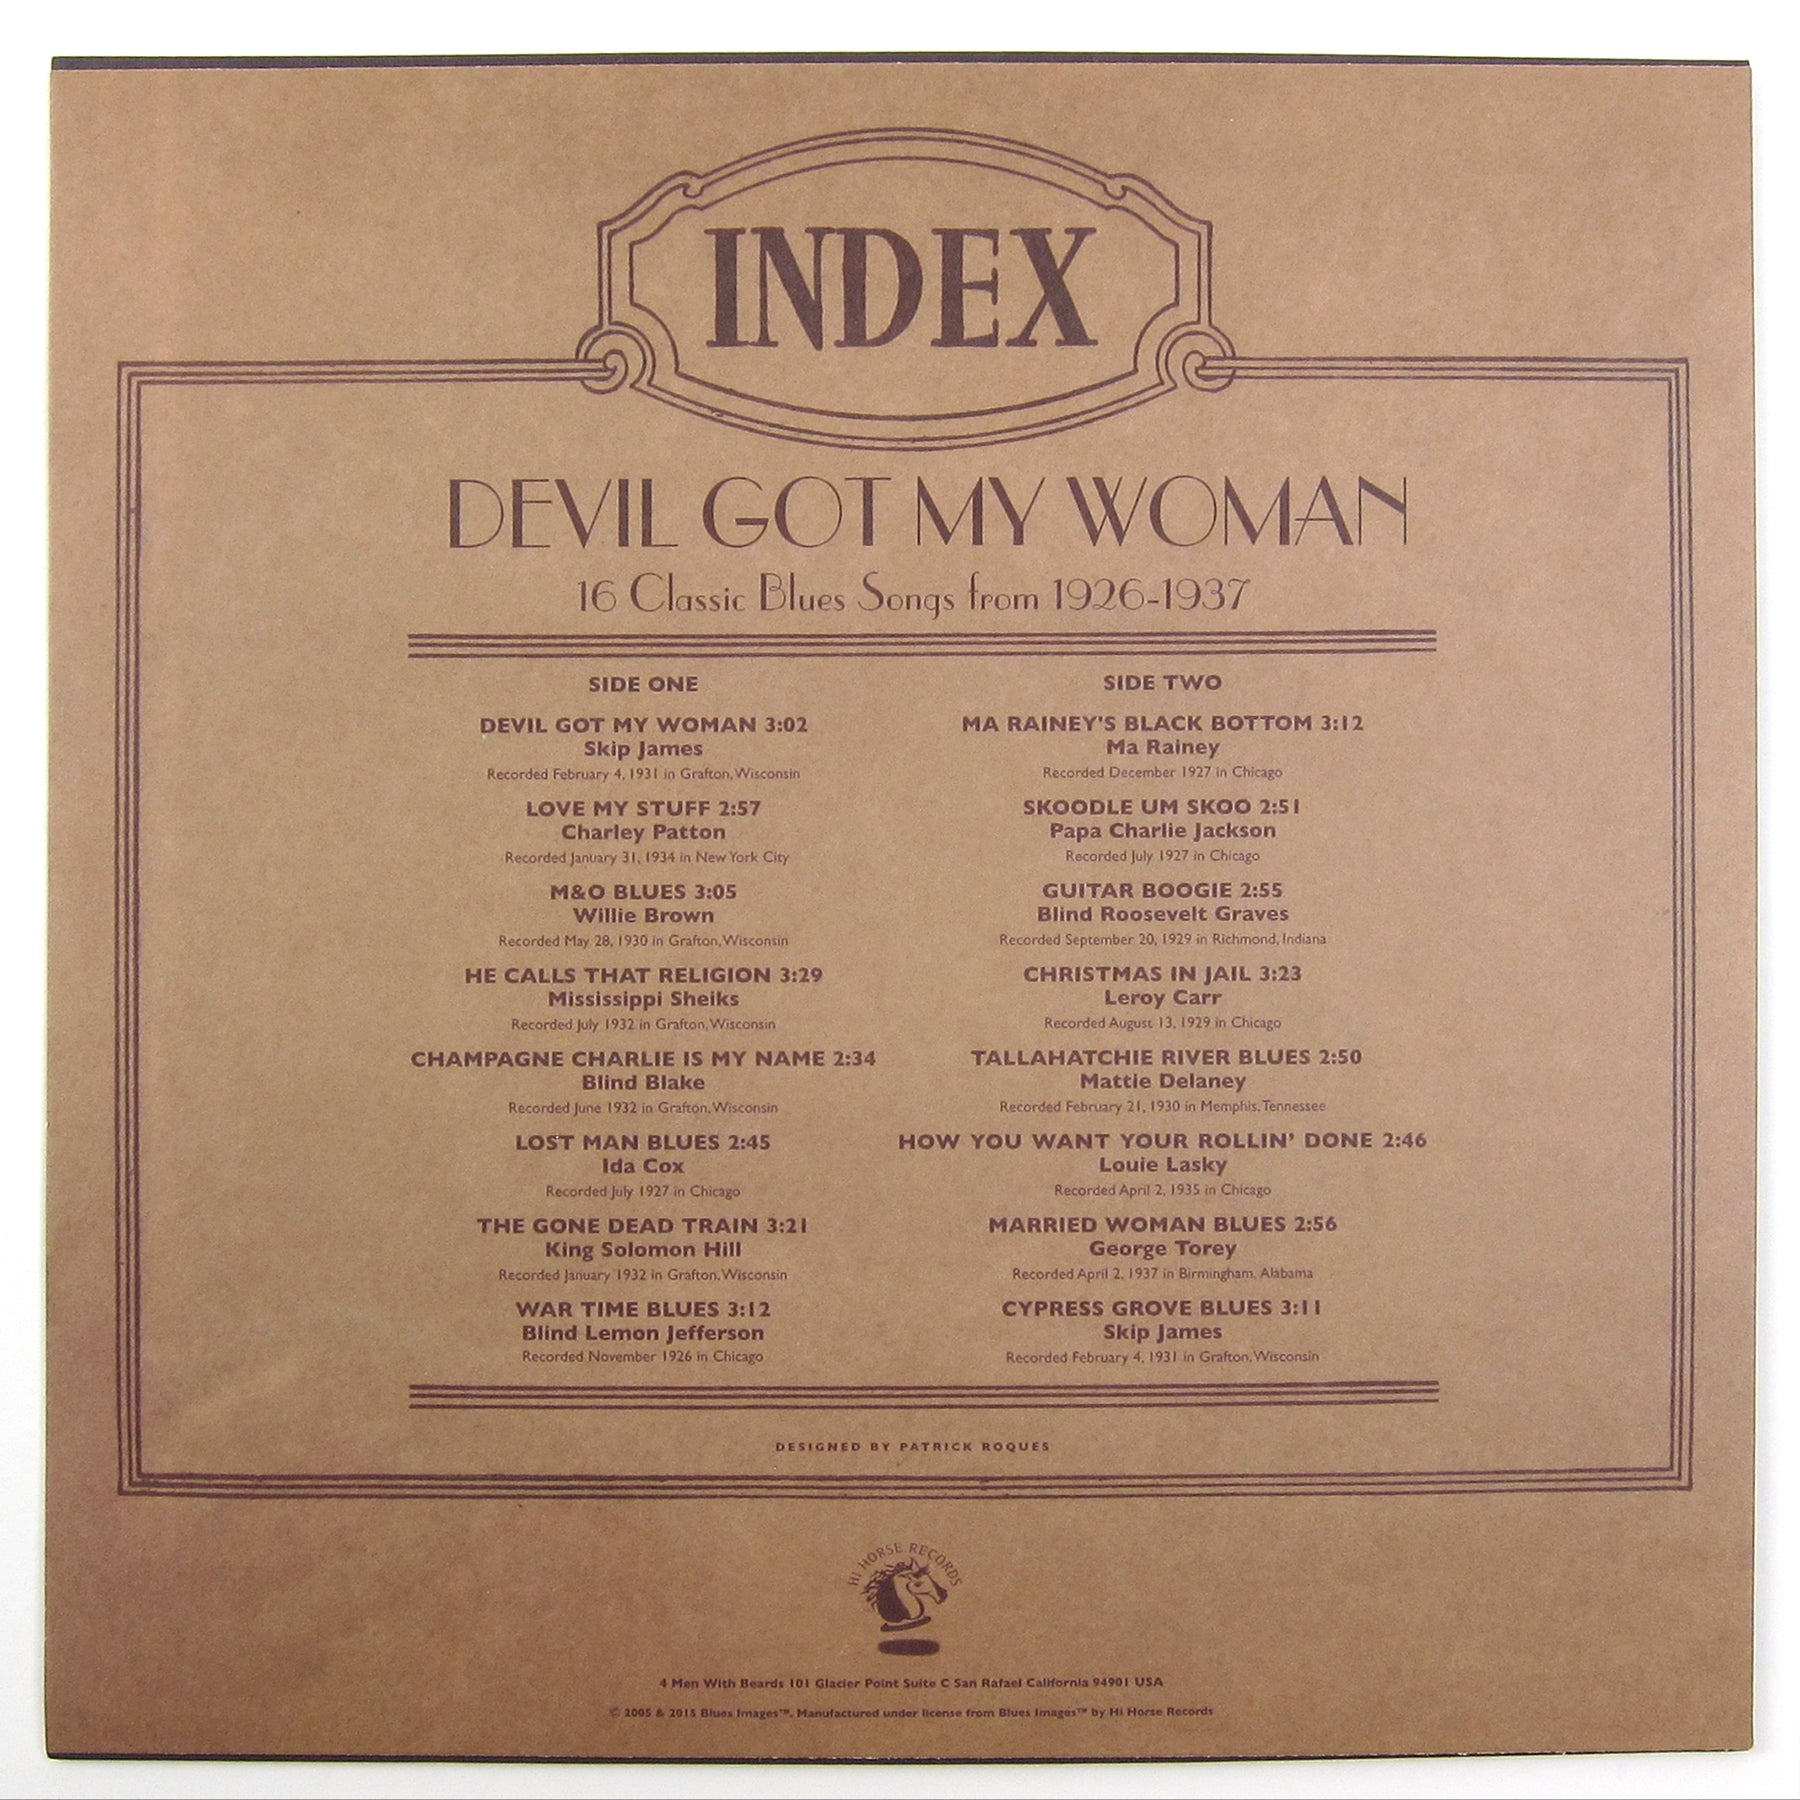 INDEX
DEVIL GOT MY WOMAN
16 Classic Blues Songs from 1926-1937
SIDE ONE
DEVIL GOT MY WOMAN 3:02
Skip James
Recorded February 4, 1931 in Grafton, Wisconsin
LOVE MY STUFF 2:57
Charley Patton
Recorded January 31, 1934 in New York City
M&O BLUES 3:05
Willie Brown
Recorded May 28, 1930 in Grafton, Wisconsin
HE CALLS THAT RELIGION 3:29
Mississippi Sheiks
Recorded July 1932 in Grafton, Wisconsin
CHAMPAGNE CHARLIE IS MY NAME 2:34
Blind Blake
Recorded June 1932 in Grafton, Wisconsin
LOST MAN BLUES 2:45
Ida Cox
Recorded July 1927 in Chicago
THE GONE DEAD TRAIN 3:21
King Solomon Hill
Recorded January 1932 in Grafton, Wisconsin
WAR TIME BLUES 3:12
Blind Lemon Jefferson
Recorded November 1926 in Chicago
SIDE TWO
MA RAINEY'S BLACK BOTTOM 3:12
Ma Rainey
Recorded December 1927 in Chicago
SKOODLE UM SKOO 2:51
Papa Charlie Jackson
Recorded July 1927 in Chicago
GUITAR BOOGIE 2:55
Blind Roosevelt Graves
Recorded September 20, 1929 in Richmond, Indiana
CHRISTMAS IN JAIL 3:23
Leroy Carr
Recorded August 13, 1929 in Chicago
TALLAHATCHIE RIVER BLUES 2:50
Mattie Delaney
Recorded February 21, 1930 in Memphis, Tennessee
HOW YOU WANT YOUR ROLLIN' DONE 2:46
Louie Lasky
Recorded April 2, 1935 in Chicago
MARRIED WOMAN BLUES 2:56
George Torey
Recorded April 2, 1937 in Birmingham, Alabama
CYPRESS GROVE BLUES 3:11
Skip James
Recorded February 4, 1931 in Grafton, Wisconsin
DESIGNED BY PATRICK ROQUES
HI HORSE RECORDS
4 Men With Beards 101 Glacier Point Suite C San Rafael California 94901 USA
© 2005 & 2015 Blues Images™. Manufactured under license from Blues Images™ by Hi Horse Records